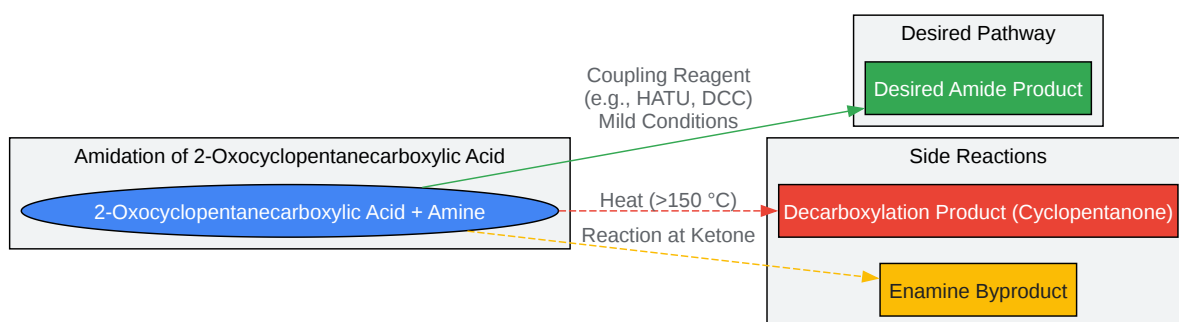 Desired Pathway
Desired Amide Product
Coupling Reagent
(e.g., HATU, DCC)
Mild Conditions
Amidation of 2-Oxocyclopentanecarboxylic Acid
2-Oxocyclopentanecarboxylic Acid + Amine
Side Reactions
Heat (>150 °C)
Decarboxylation Product (Cyclopentanone)
Reaction at Ketone
Enamine Byproduct